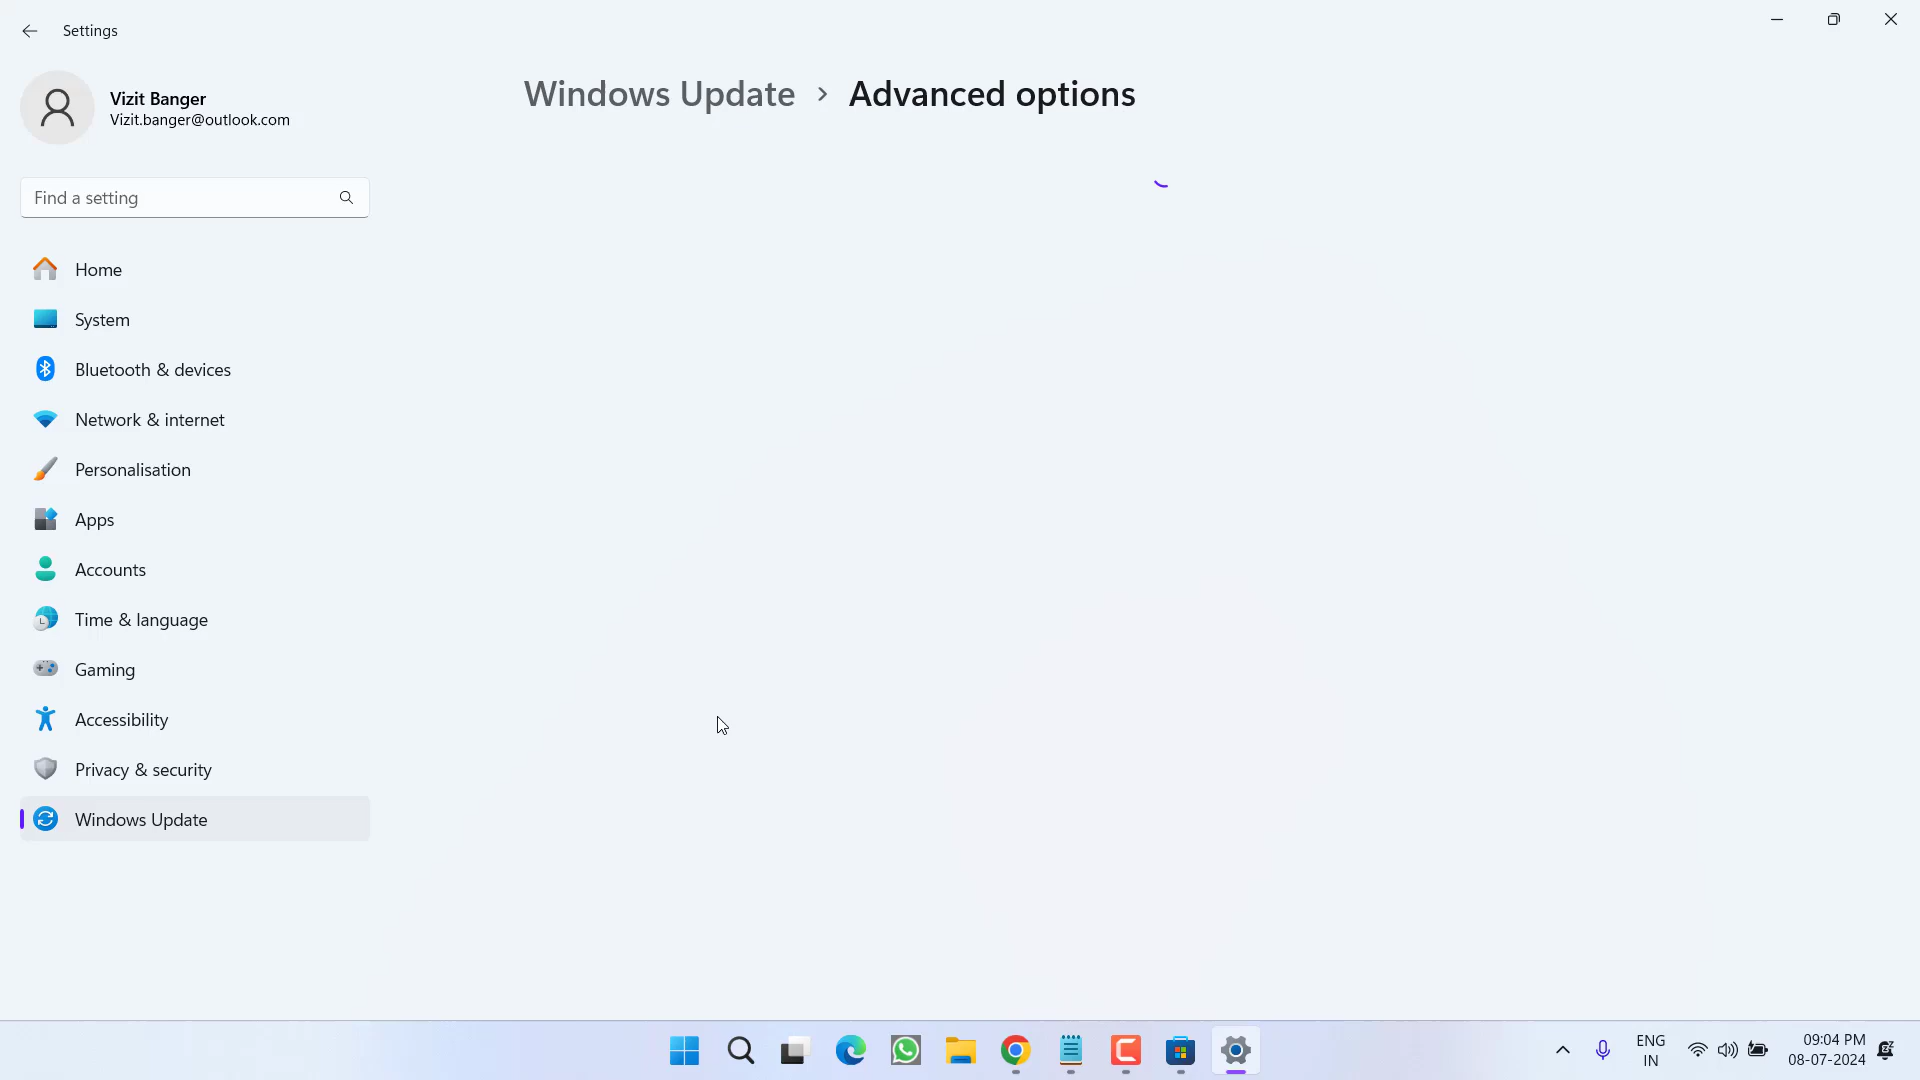 Settings
Vizit Banger
Vizit.banger@outlook.com
Windows Update > Advanced options
Find a setting
Home
System
Bluetooth & devices
Network & internet
Personalisation
Apps
Accounts
Time & language
Gaming
Accessibility
Privacy & security
Windows Update
ENG
IN
09:04 PM
08-07-2024